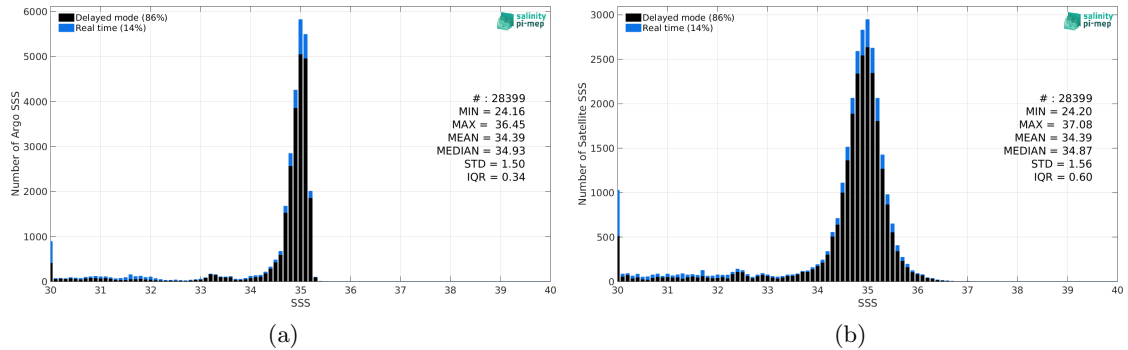 Delayed mode (86%)
Real time (14%)
salinity
pi-mep
6000
5000
4000
3000
2000
1000
0
Number of Argo SSS
# : 28399
MIN = 24.16
MAX = 36.45
MEAN = 34.39
MEDIAN = 34.93
STD = 1.50
IQR = 0.34
30 31 32 33 34 35 36 37 38 39 40
SSS
(a)
Delayed mode (86%)
Real time (14%)
salinity
pi-mep
3000
2500
2000
1500
1000
500
0
Number of Satellite SSS
# : 28399
MIN = 24.20
MAX = 37.08
MEAN = 34.39
MEDIAN = 34.87
STD = 1.56
IQR = 0.60
30 31 32 33 34 35 36 37 38 39 40
SSS
(b)